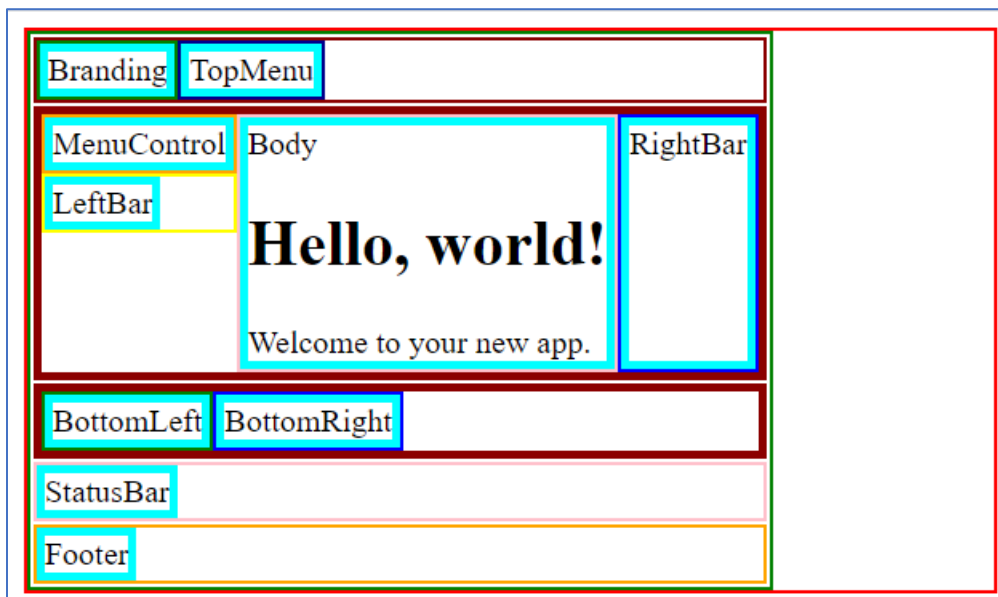 Branding TopMenu
MenuControl Body RightBar
LeftBar
Hello, world!
Welcome to your new app.
BottomLeft BottomRight
StatusBar
Footer